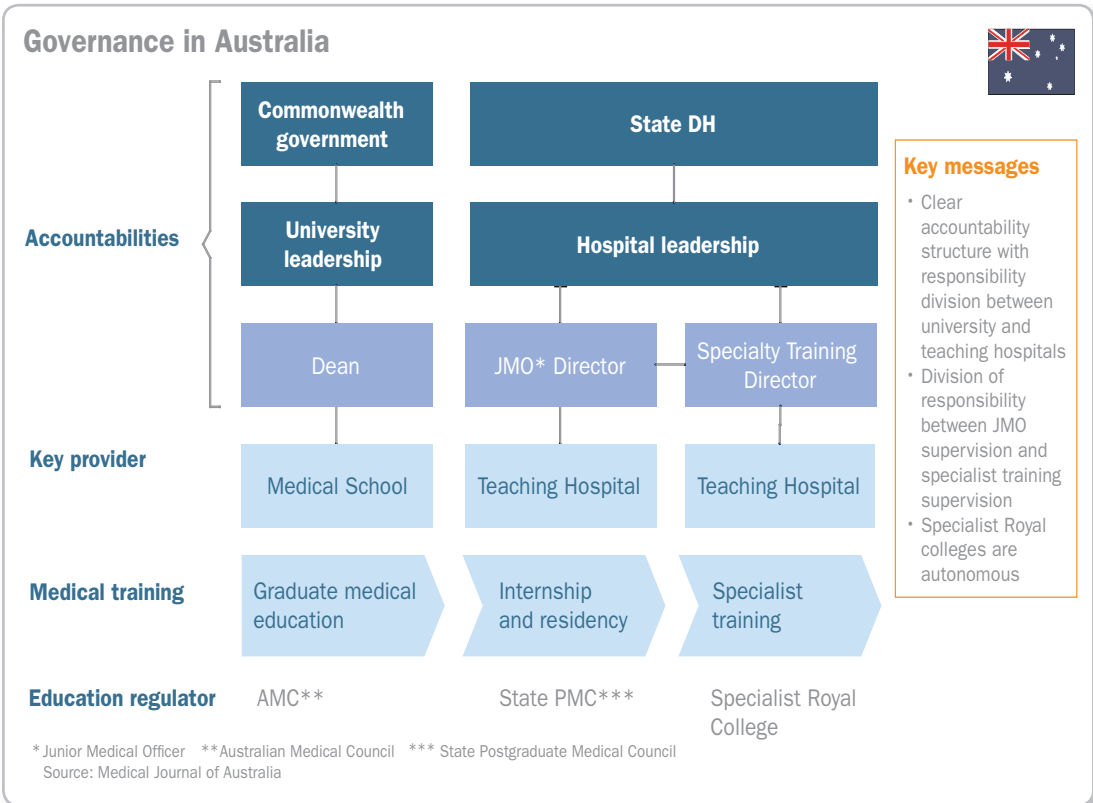 Governance in Australia
Commonwealth
government
State DH
Accountabilities
University
leadership
Hospital leadership
Dean
JMO* Director
Specialty Training
Director
Key provider
Medical School
Teaching Hospital
Teaching Hospital
Medical training
Graduate medical
education
Internship
and residency
Specialist
training
Education regulator
AMC**
State PMC***
Specialist Royal
College
Key messages
• Clear
accountability
structure with
responsibility
division between
university and
teaching hospitals
• Division of
responsibility
between JMO
supervision and
specialist training
supervision
• Specialist Royal
colleges are
autonomous
* Junior Medical Officer **Australian Medical Council *** State Postgraduate Medical Council
Source: Medical Journal of Australia